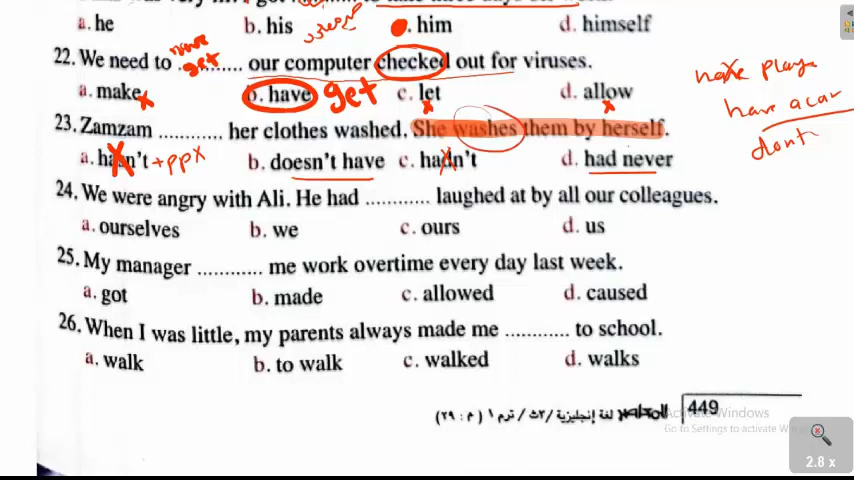 a. he b. his c. him d. himself
have
get
22. We need to ............ our computer checked out for viruses.
a. make x b. have get c. let x d. allow x
have a car
dont
23. Zamzam ............ her clothes washed. She washes them by herself.
a. hasn't + pp x b. doesn't have c. hadn't d. had never
24. We were angry with Ali. He had ............ laughed at by all our colleagues.
a. ourselves b. we c. ours d. us
25. My manager ............ me work overtime every day last week.
a. got b. made c. allowed d. caused
26. When I was little, my parents always made me ............ to school.
a. walk b. to walk c. walked d. walks
لغة إنجليزية /٣ث / ترم ١ (م : ٢٩) 449
Activate Windows
Go to Settings to activate
2.8 x